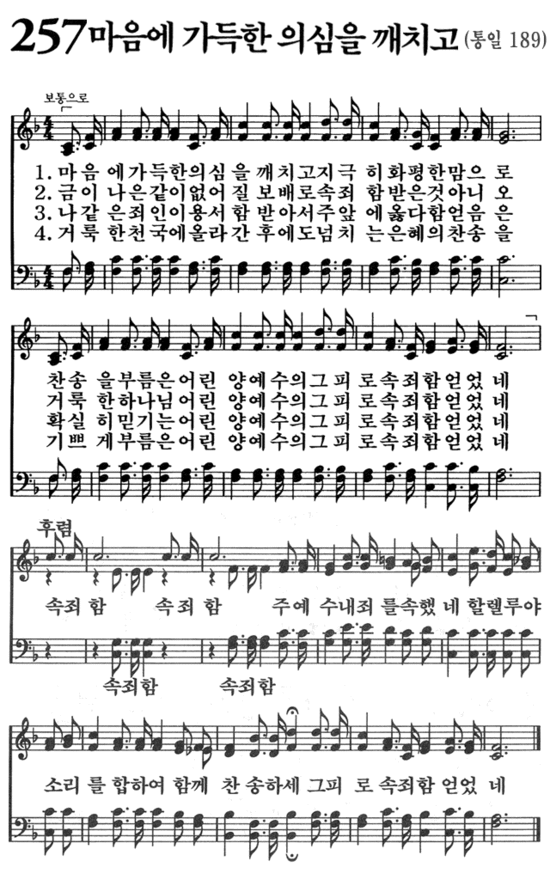 257 마음에 가득한 의심을 깨치고 (통일 189)
보통으로
1. 마음 에가득한의심 을 깨치고지극 히화평한맘으 로
2. 금이 나은같이없어 질 보배로속죄 함받은것아니 오
3. 나같 은죄인이용서 함 받아서주앞 에옳다함얻음 은
4. 거룩 한천국에올라 간 후에도넘치 는은혜의찬송 을
찬송 을부름은어린 양예수의그피 로속죄함얻었 네
거룩 한하나님어린 양예수의그피 로속죄함얻었 네
확실 히믿기는어린 양예수의그피 로속죄함얻었 네
기쁘 게부름은어린 양예수의그피 로속죄함얻었 네
후렴
속죄 함 속죄 함 주예 수내죄 를속했 네 할렐루야
속죄함 속죄함
소리 를 합하여 함께 찬 송하세 그피 로 속죄함 얻었 네